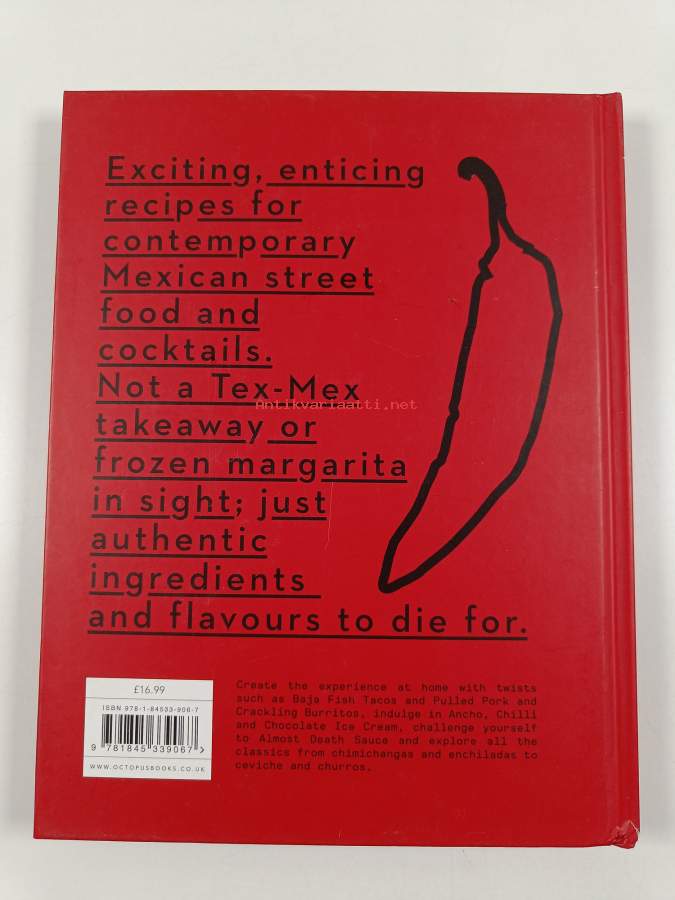 Exciting, enticing
recipes for
contemporary
Mexican street
food and
cocktails.
Not a Tex-Mex
Antikvariaatti.net
takeaway or
frozen margarita
in sight; just
authentic
ingredients
and flavours to die for.
£16.99
ISBN 978-1-84533-906-7
9 781845 339067 >
WWW.OCTOPUSBOOKS.CO.UK
Create the experience at home with twists
such as Baja Fish Tacos and Pulled Pork and
Crackling Burritos, indulge in Ancho, Chilli
and Chocolate Ice Cream, challenge yourself
to Almost Death Sauce and explore all the
classics from chimichangas and enchiladas to
ceviche and churros.